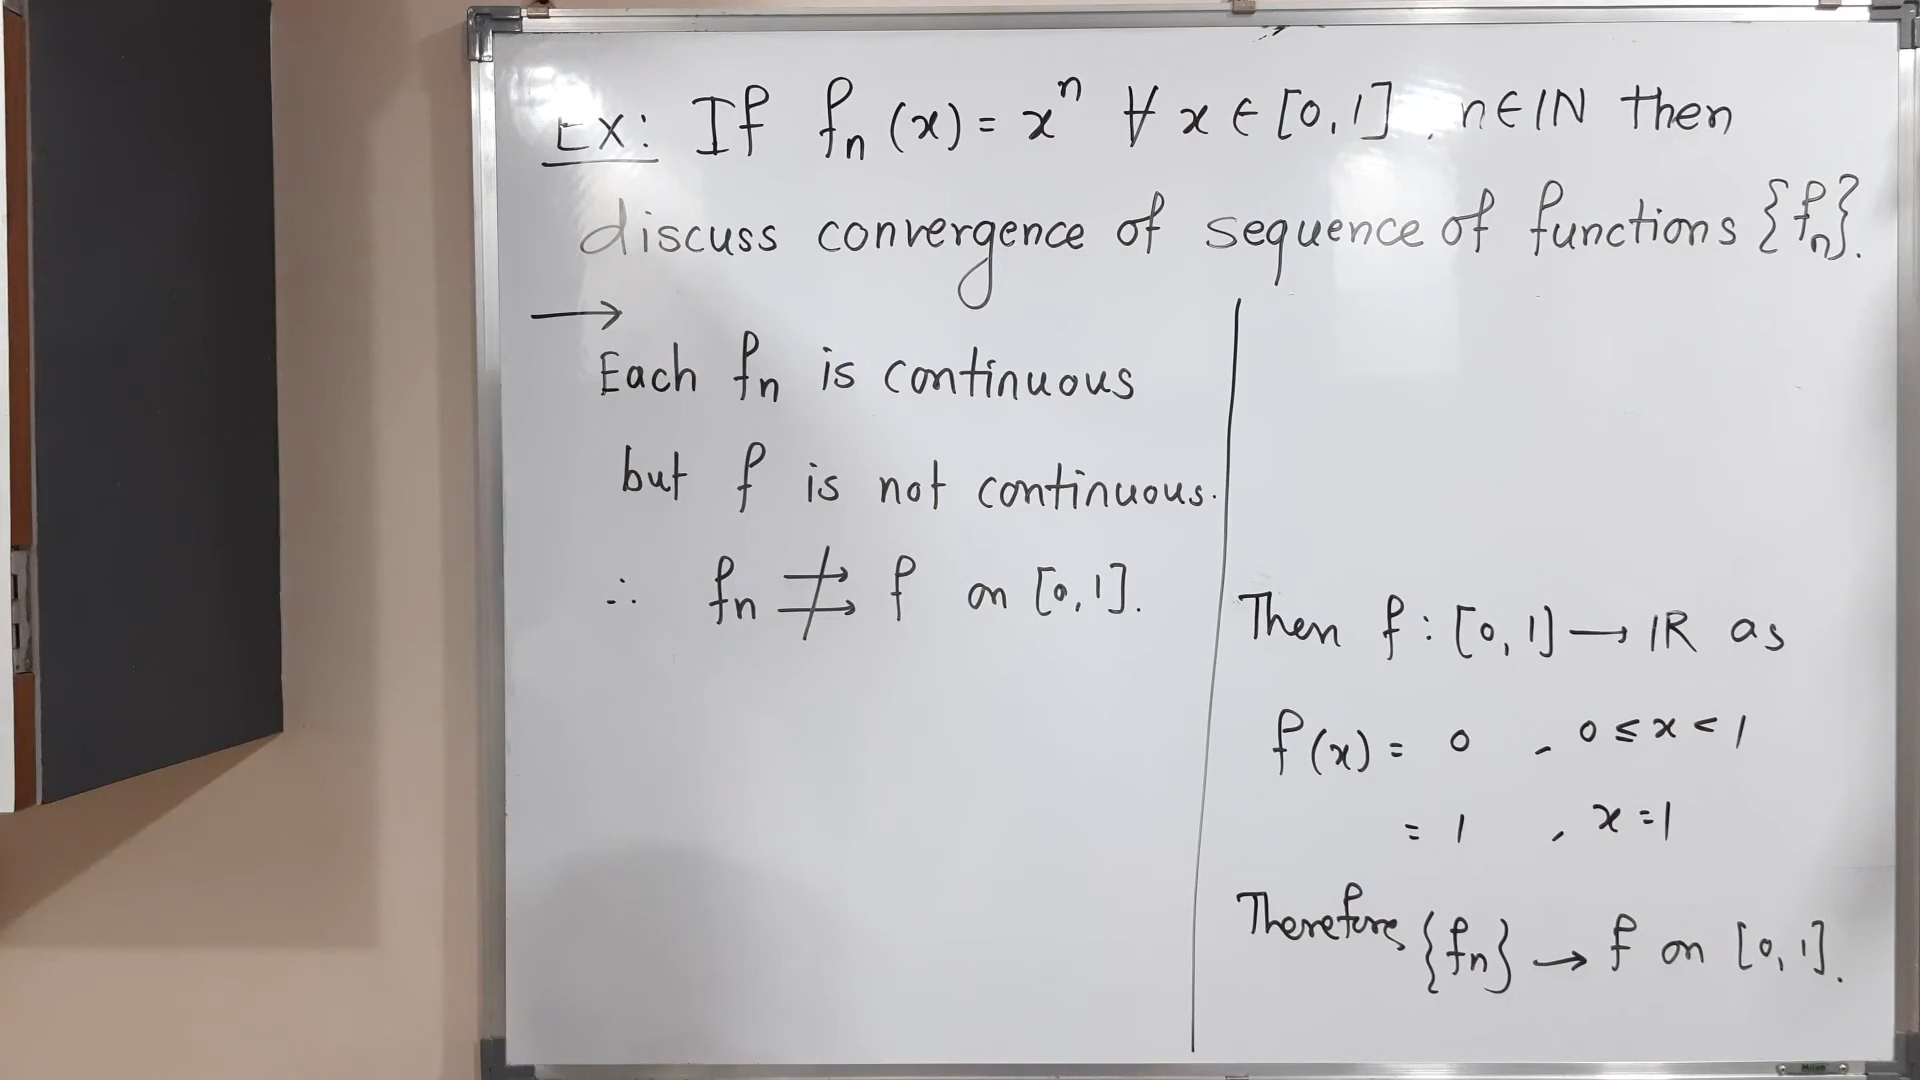 Ex: If fₙ(x) = xⁿ ∀ x ∈ [0,1], n∈ℕ then
discuss convergence of sequence of functions {fₙ}.
→
Each fₙ is continuous
but f is not continuous.
∴ fₙ ⇉̸ f on [0,1].
Then f : [0,1] → ℝ as
f(x) = 0 , 0 ≤ x < 1
= 1 , x = 1
Therefore {fₙ} → f on [0,1].